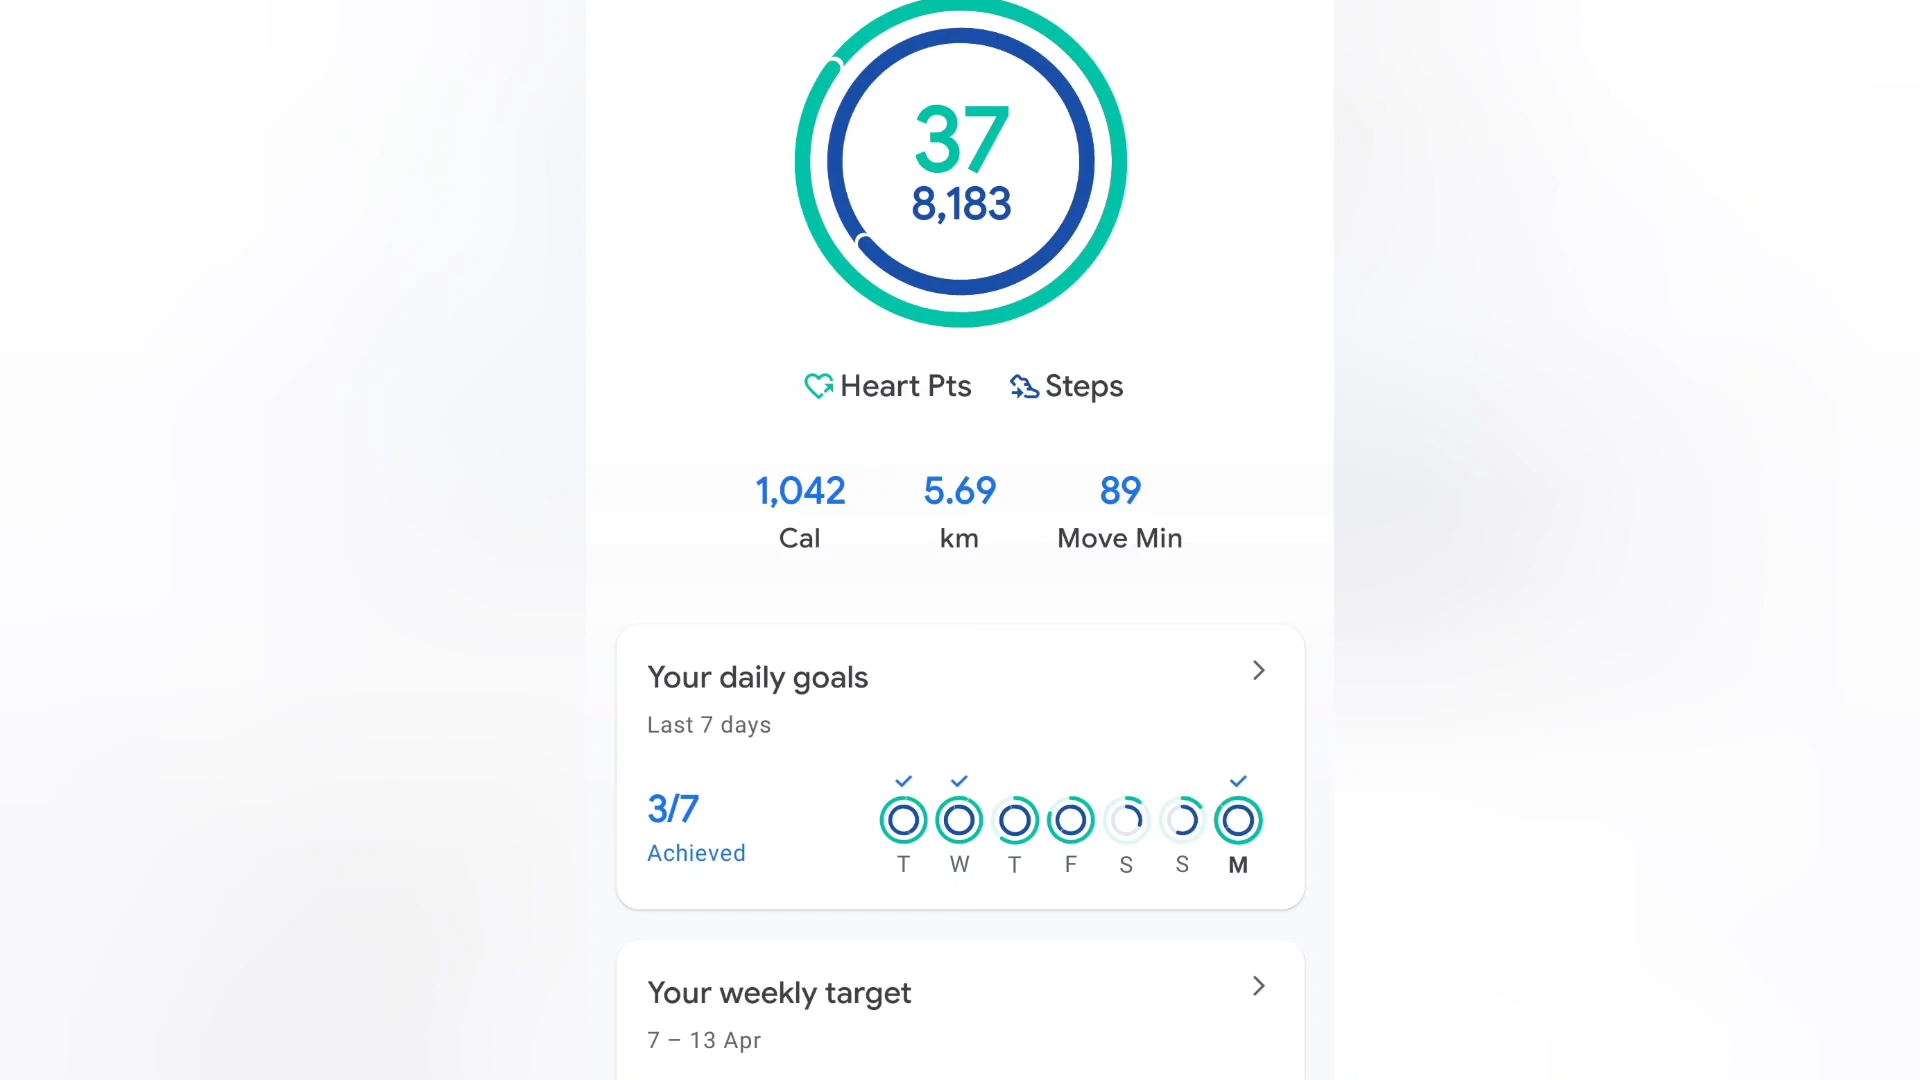 37
8,183
Heart Pts Steps
1,042 5.69 89
Cal km Move Min
Your daily goals
Last 7 days
3/7
Achieved
T W T F S S M
Your weekly target
7 – 13 Apr